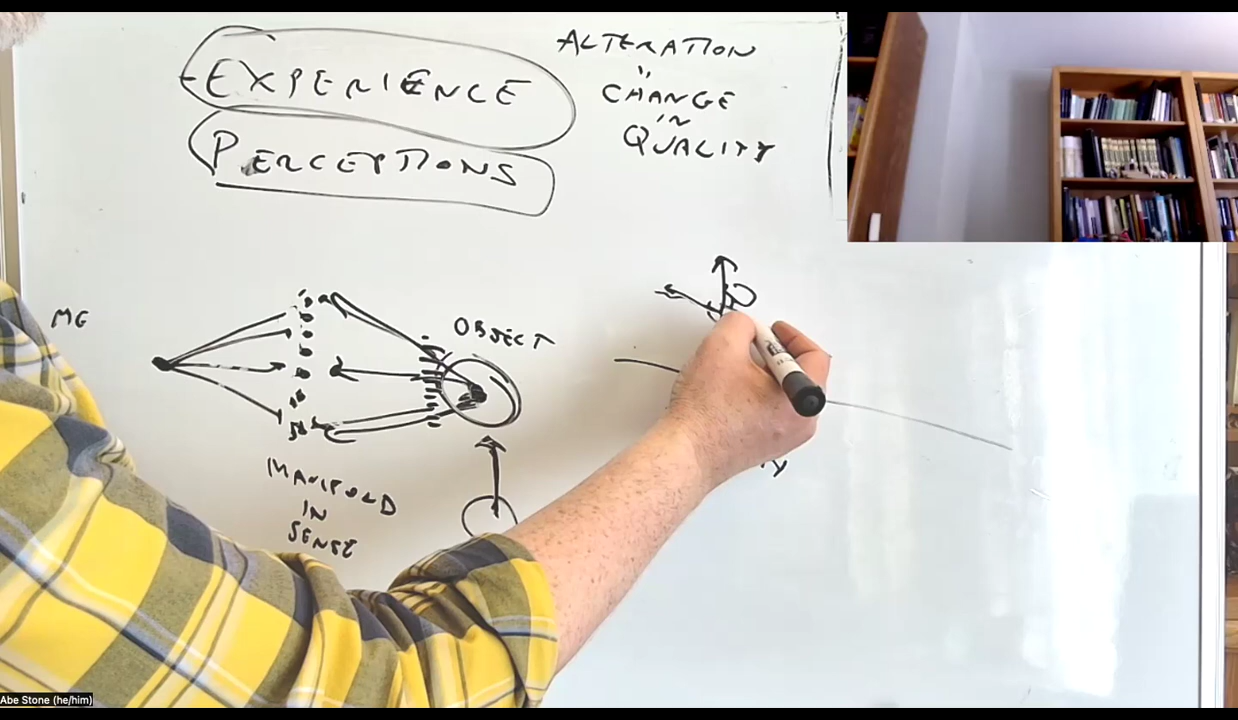 EXPERIENCE
PERCEPTIONS
ALTERATION
CHANGE
IN
QUALITY
ME
OBJECT
MANIFOLD
IN
SENSE
Abe Stone (he/him)